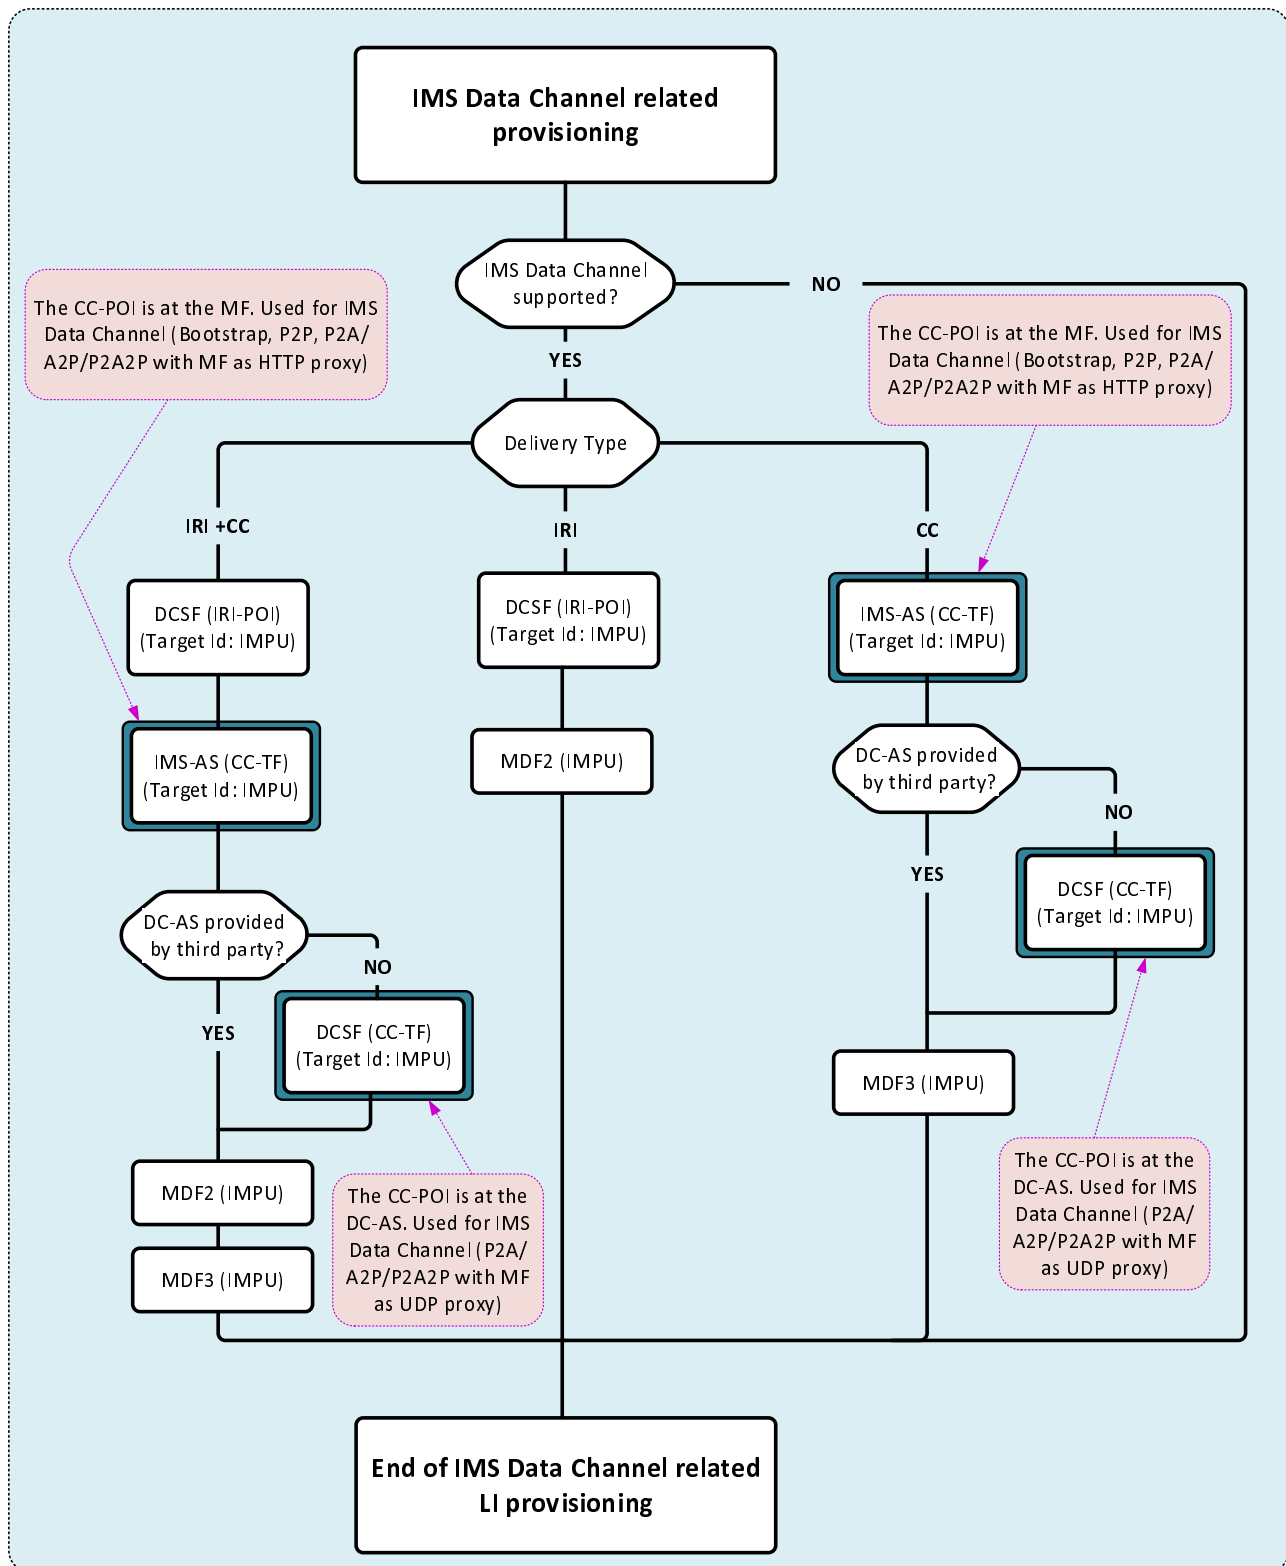 IMS Data Channel related
provisioning
IMS Data Channel
supported?
NO
YES
The CC-POI is at the MF. Used for IMS
Data Channel (Bootstrap, P2P, P2A/
A2P/P2A2P with MF as HTTP proxy)
The CC-POI is at the MF. Used for IMS
Data Channel (Bootstrap, P2P, P2A/
A2P/P2A2P with MF as HTTP proxy)
Delivery Type
IRI +CC
IRI
CC
DCSF (IRI-POI)
(Target Id: IMPU)
IMS-AS (CC-TF)
(Target Id: IMPU)
DC-AS provided
by third party?
NO
YES
DCSF (CC-TF)
(Target Id: IMPU)
MDF2 (IMPU)
MDF3 (IMPU)
The CC-POI is at the
DC-AS. Used for IMS
Data Channel (P2A/
A2P/P2A2P with MF
as UDP proxy)
DCSF (IRI-POI)
(Target Id: IMPU)
MDF2 (IMPU)
IMS-AS (CC-TF)
(Target Id: IMPU)
DC-AS provided
by third party?
NO
YES
DCSF (CC-TF)
(Target Id: IMPU)
MDF3 (IMPU)
The CC-POI is at the
DC-AS. Used for IMS
Data Channel (P2A/
A2P/P2A2P with MF
as UDP proxy)
End of IMS Data Channel related
LI provisioning